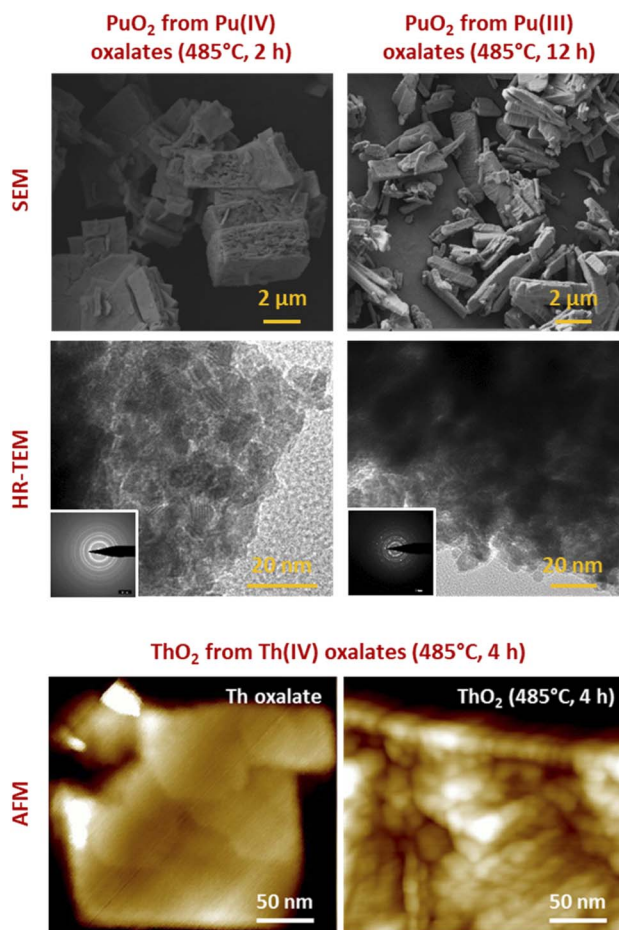 PuO₂ from Pu(IV)
oxalates (485°C, 2 h)
PuO₂ from Pu(III)
oxalates (485°C, 12 h)
SEM
2 µm
2 µm
HR-TEM
20 nm
20 nm
ThO₂ from Th(IV) oxalates (485°C, 4 h)
AFM
Th oxalate
50 nm
ThO₂ (485°C, 4 h)
50 nm